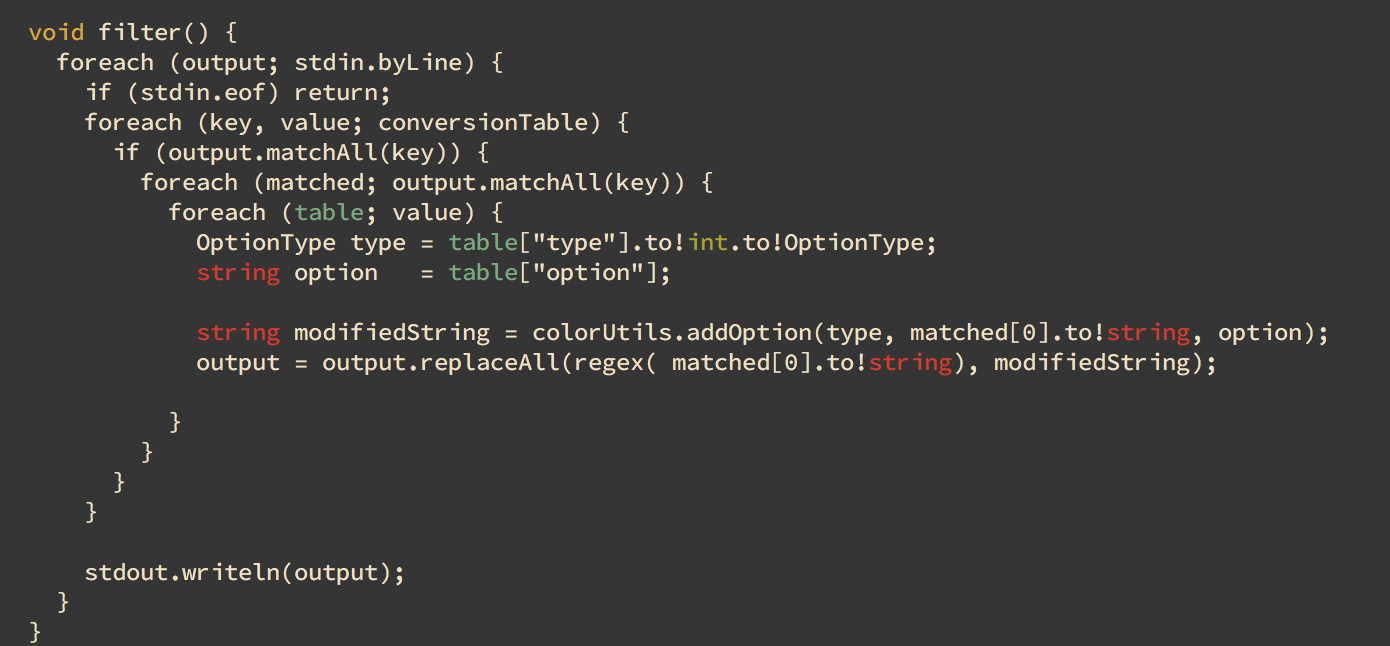 void filter() {
  foreach (output; stdin.byLine) {
    if (stdin.eof) return;
    foreach (key, value; conversionTable) {
      if (output.matchAll(key)) {
        foreach (matched; output.matchAll(key)) {
          foreach (table; value) {
            OptionType type = table["type"].to!int.to!OptionType;
            string option   = table["option"];

            string modifiedString = colorUtils.addOption(type, matched[0].to!string, option);
            output = output.replaceAll(regex( matched[0].to!string), modifiedString);

          }
        }
      }
    }

    stdout.writeln(output);
  }
}